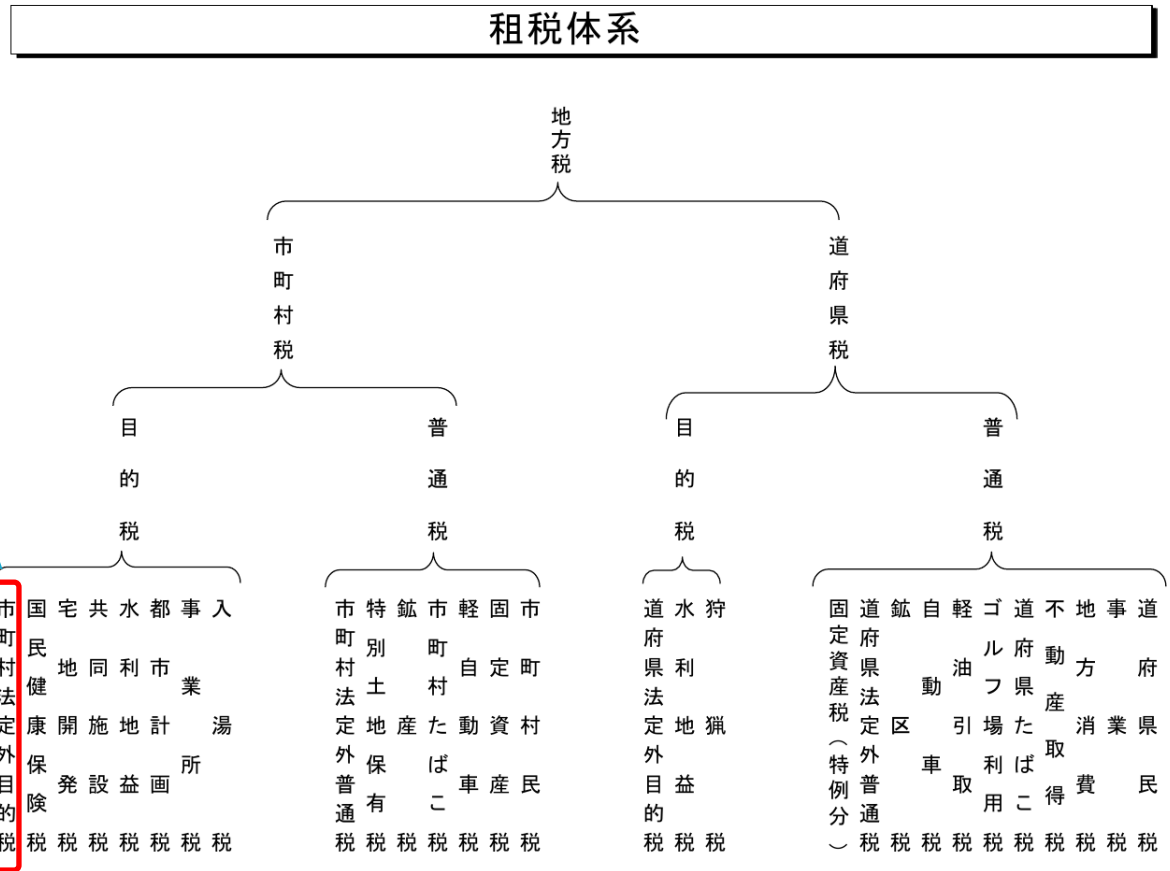 租税体系
地方税
道府県税
市町村税
普通税
目的税
普通税
目的税
道府県民税
事業税
地方消費税
不動産取得税
道府県たばこ税
ゴルフ場利用税
軽油引取税
自動車税
鉱区税
道府県法定外普通税
固定資産税(特例分)
狩猟税
水利地益税
道府県法定外目的税
市町村民税
固定資産税
軽自動車税
市町村たばこ税
鉱産税
特別土地保有税
市町村法定外普通税
入湯税
事業所税
都市計画税
水利地益税
共同施設税
宅地開発税
国民健康保険税
市町村法定外目的税